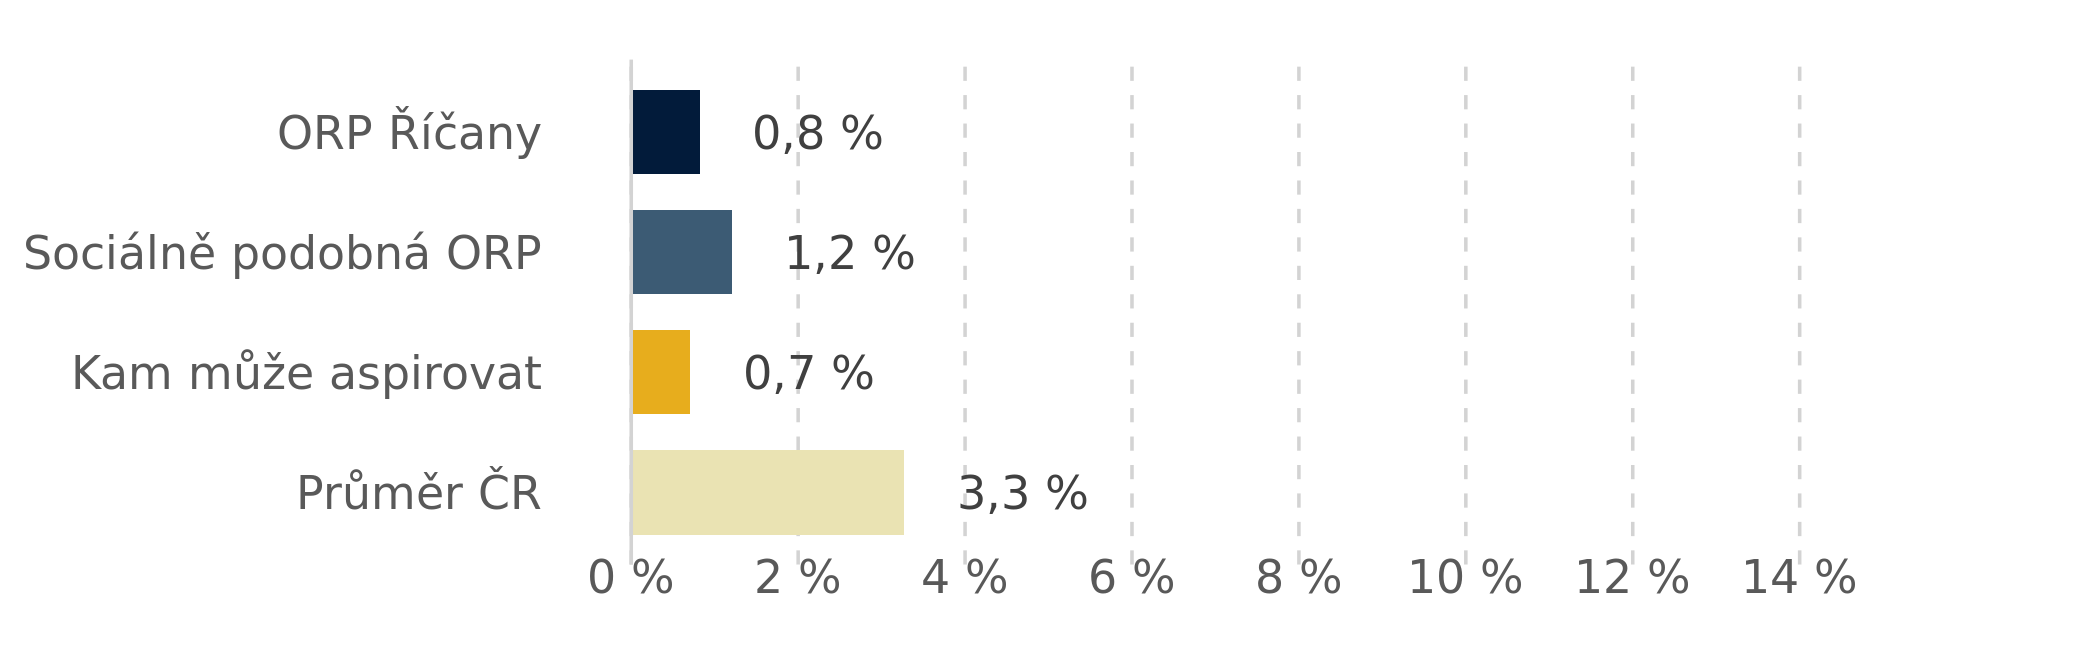 ORP Říčany
0,8 %
Sociálně podobná ORP
1,2 %
Kam může aspirovat
0,7 %
Průměr ČR
3,3 %
0 % 2 % 4 % 6 % 8 % 10 % 12 % 14 %